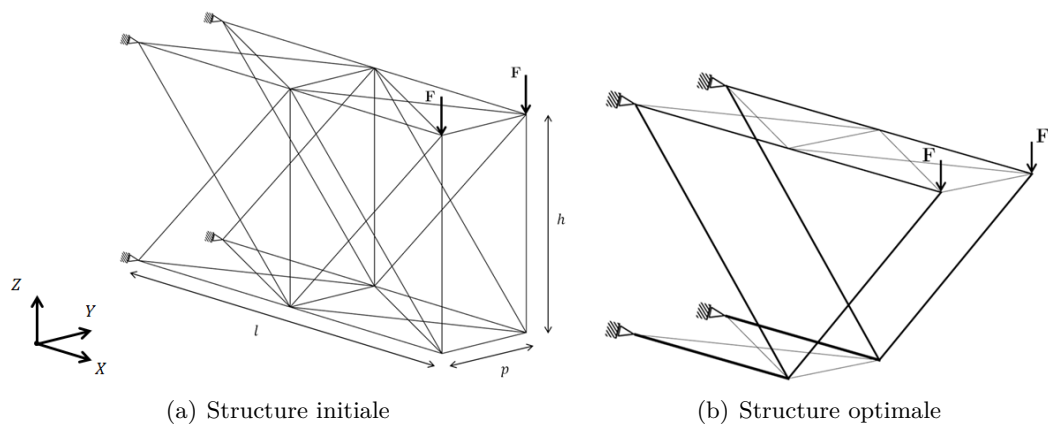 F
F
h
Z
Y
X
l
p
(a) Structure initiale
F
F
(b) Structure optimale